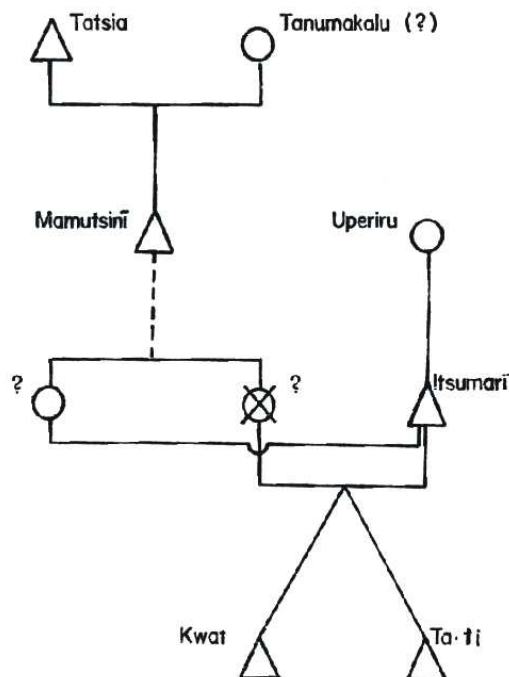 Tatsia
Tanumakalu (?)
Mamutsinĩ
Uperiru
?
?
Itsumarĩ
Kwat
Ta·ti